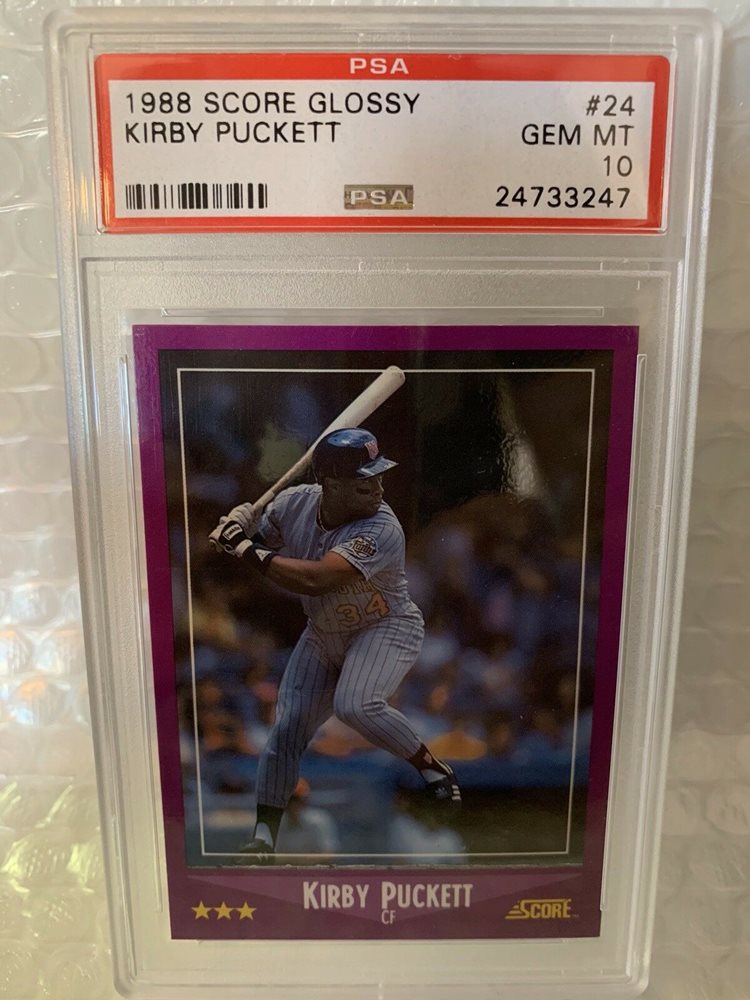 PSA
1988 SCORE GLOSSY #24
KIRBY PUCKETT GEM MT
10
PSA 24733247
34
KIRBY PUCKETT
CF
SCORE